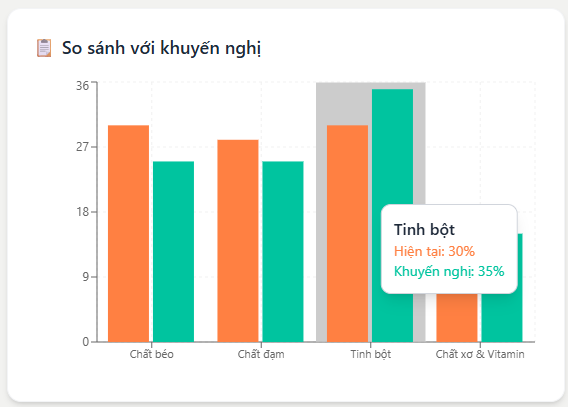 📋 So sánh với khuyến nghị
36
27
18
9
0
Tinh bột
Hiện tại: 30%
Khuyến nghị: 35%
Chất béo
Chất đạm
Tinh bột
Chất xơ & Vitamin